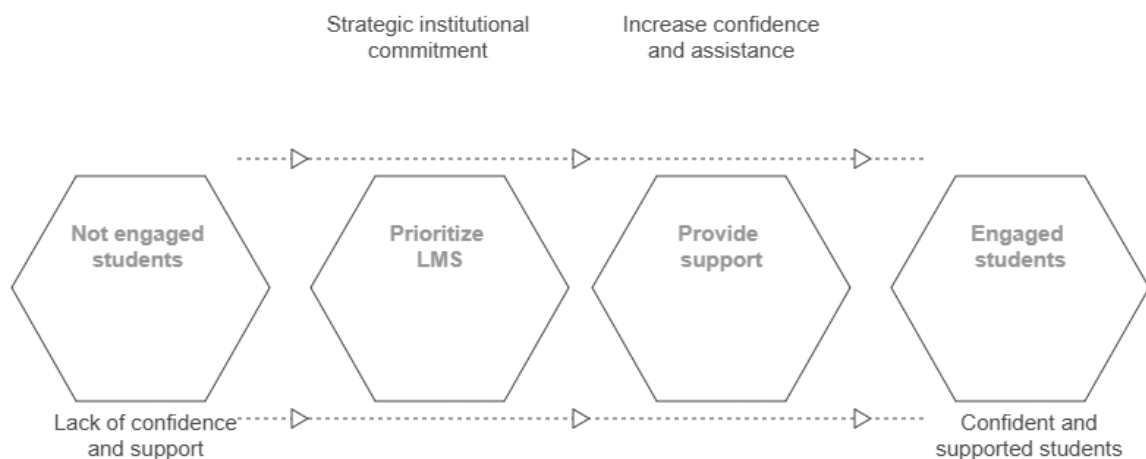 Strategic institutional
commitment
Increase confidence
and assistance
Not engaged
students
Prioritize
LMS
Provide
support
Engaged
students
Lack of confidence
and support
Confident and
supported students